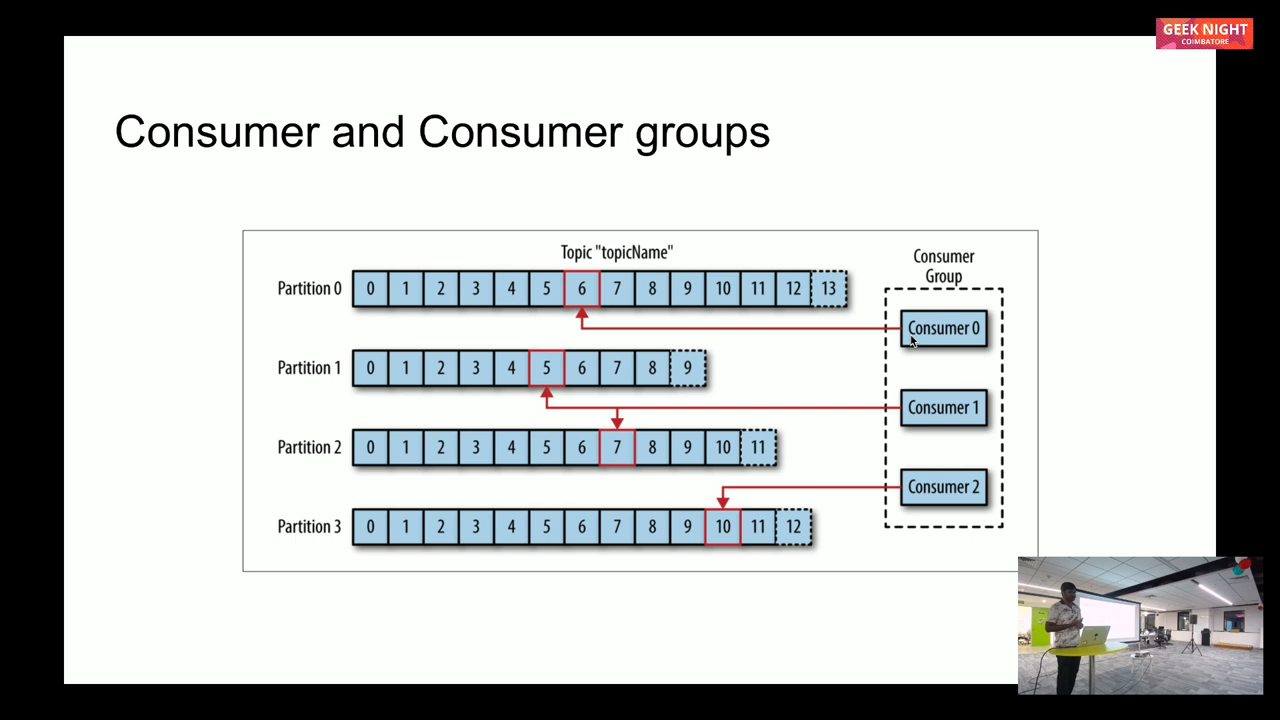 GEEK NIGHT
COIMBATORE
Consumer and Consumer groups
Topic "topicName"
Consumer
Group
Partition 0 0 1 2 3 4 5 6 7 8 9 10 11 12 13
Consumer 0
Partition 1 0 1 2 3 4 5 6 7 8 9
Consumer 1
Partition 2 0 1 2 3 4 5 6 7 8 9 10 11
Consumer 2
Partition 3 0 1 2 3 4 5 6 7 8 9 10 11 12